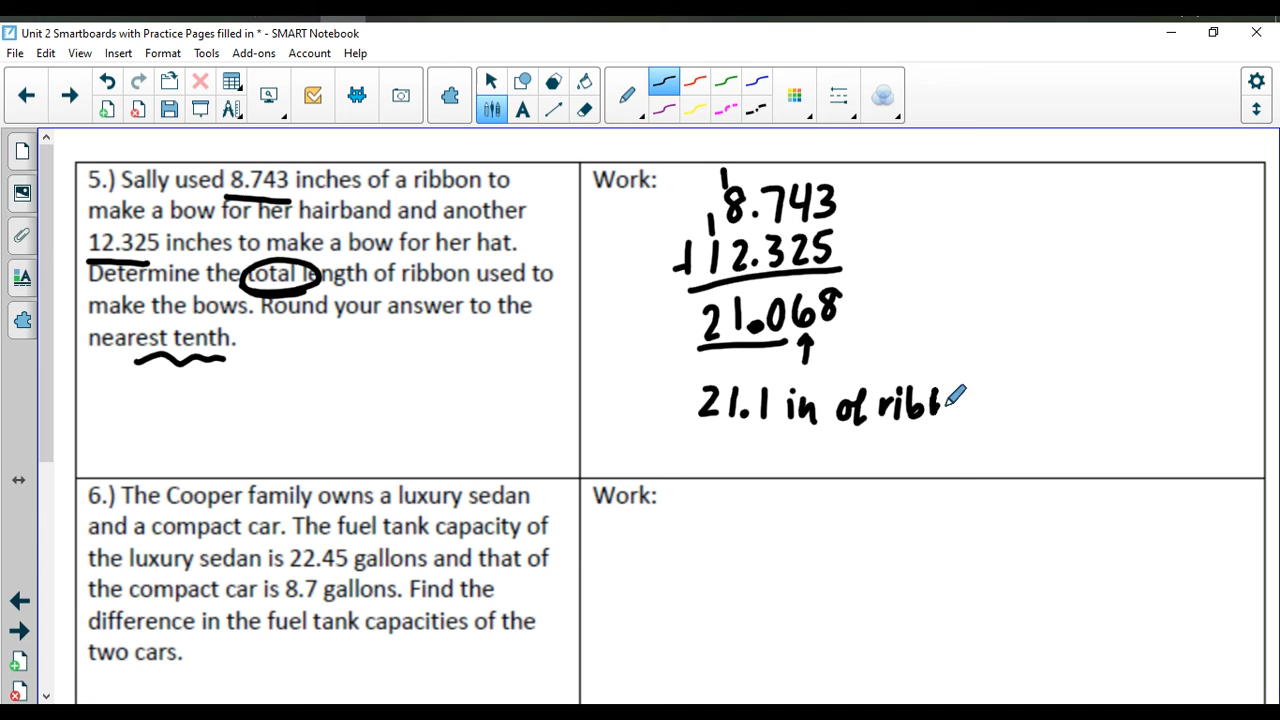 Unit 2 Smartboards with Practice Pages filled in * - SMART Notebook
File Edit View Insert Format Tools Add-ons Account Help
5.) Sally used 8.743 inches of a ribbon to
make a bow for her hairband and another
12.325 inches to make a bow for her hat.
Determine the total length of ribbon used to
make the bows. Round your answer to the
nearest tenth.
Work:
1
8.743
1
+12.325
21.068
21.1 in of ribb
6.) The Cooper family owns a luxury sedan
and a compact car. The fuel tank capacity of
the luxury sedan is 22.45 gallons and that of
the compact car is 8.7 gallons. Find the
difference in the fuel tank capacities of the
two cars.
Work: